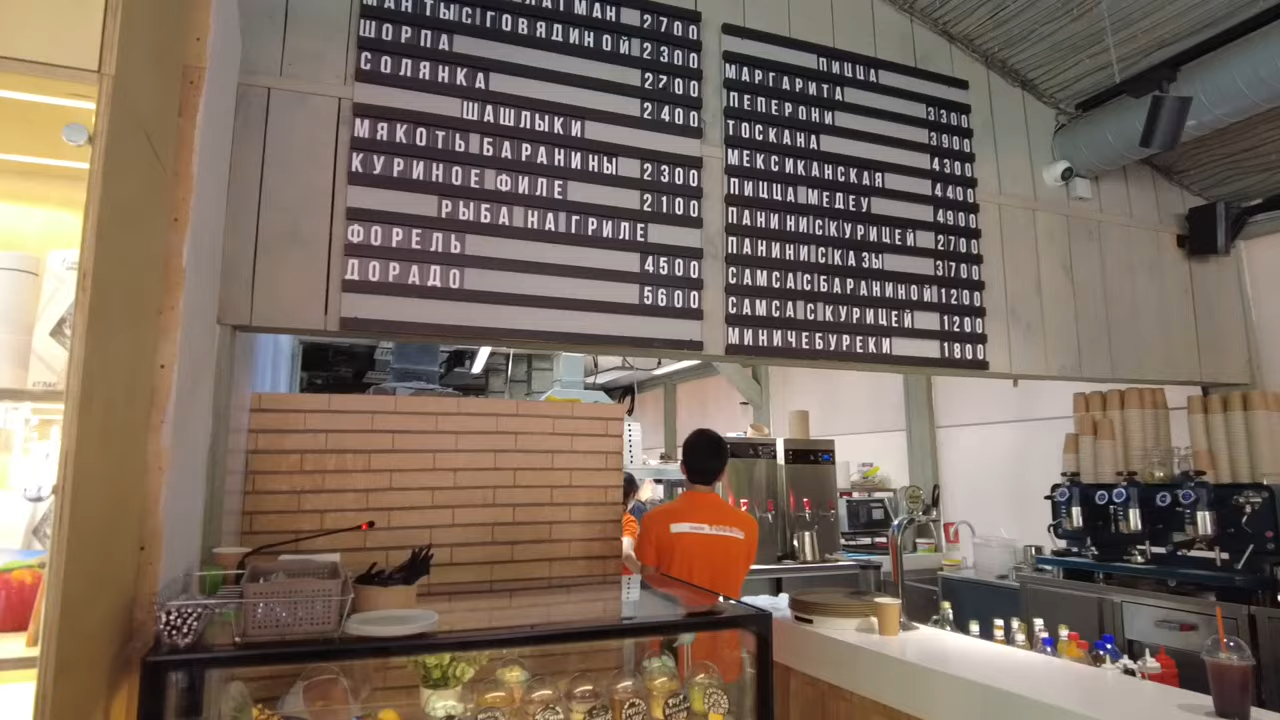 МАН 2700
МАНТЫ С ГОВЯДИНОЙ 2300
ШОРПА 2700
СОЛЯНКА 2400
ШАШЛЫКИ
МЯКОТЬ БАРАНИНЫ 2300
КУРИНОЕ ФИЛЕ 2100
РЫБА НА ГРИЛЕ
ФОРЕЛЬ 4500
ДОРАДО 5600
ПИЦЦА
МАРГАРИТА 3300
ПЕПЕРОНИ 3900
ТОСКАНА 4300
МЕКСИКАНСКАЯ 4400
ПИЦЦА МЕДЕУ 4900
ПАНИНИ С КУРИЦЕЙ 2700
ПАНИНИ С КАЗЫ 3700
САМСА С БАРАНИНОЙ 1200
САМСА С КУРИЦЕЙ 1200
МИНИ ЧЕБУРЕКИ 1800